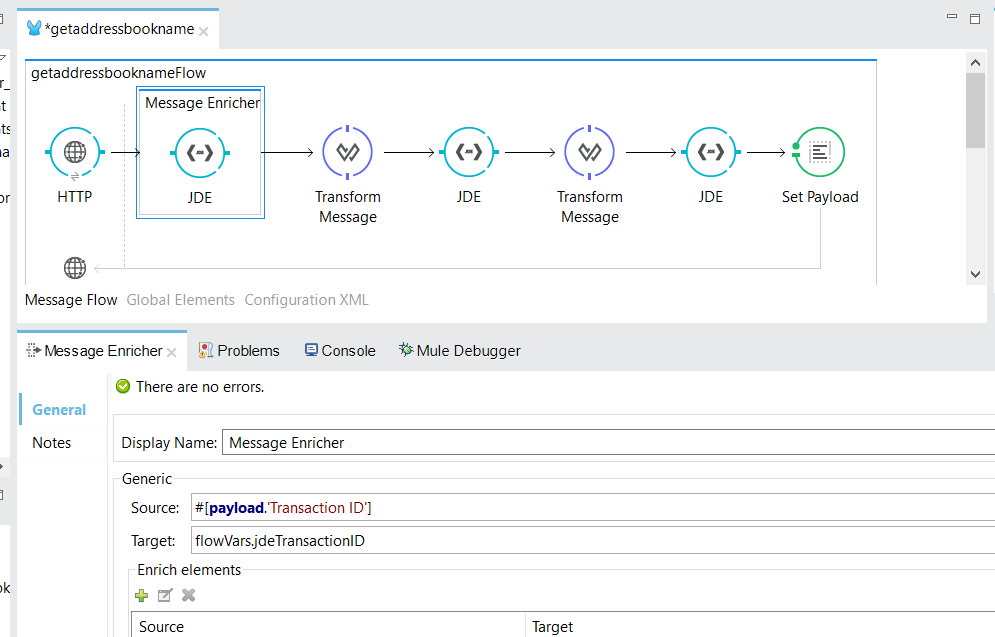 *getaddressbookname
getaddressbooknameFlow
Message Enricher
HTTP
JDE
Transform
Message
JDE
Transform
Message
JDE
Set Payload
Message Flow Global Elements Configuration XML
Message Enricher Problems Console Mule Debugger
There are no errors.
General
Notes
Display Name: Message Enricher
Generic
Source: #[payload.'Transaction ID']
Target: flowVars.jdeTransactionID
Enrich elements
Source Target